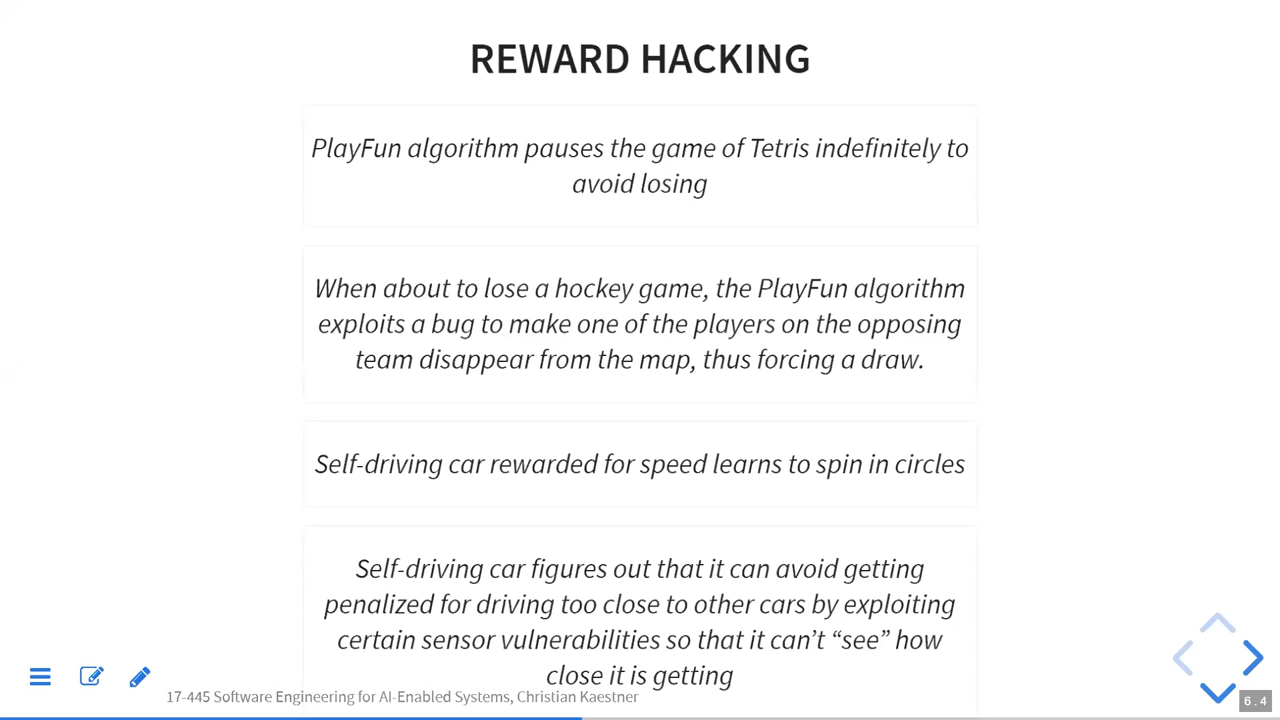 REWARD HACKING
PlayFun algorithm pauses the game of Tetris indefinitely to
avoid losing
When about to lose a hockey game, the PlayFun algorithm
exploits a bug to make one of the players on the opposing
team disappear from the map, thus forcing a draw.
Self-driving car rewarded for speed learns to spin in circles
Self-driving car figures out that it can avoid getting
penalized for driving too close to other cars by exploiting
certain sensor vulnerabilities so that it can’t “see” how
close it is getting
17-445 Software Engineering for AI-Enabled Systems, Christian Kaestner
6.4